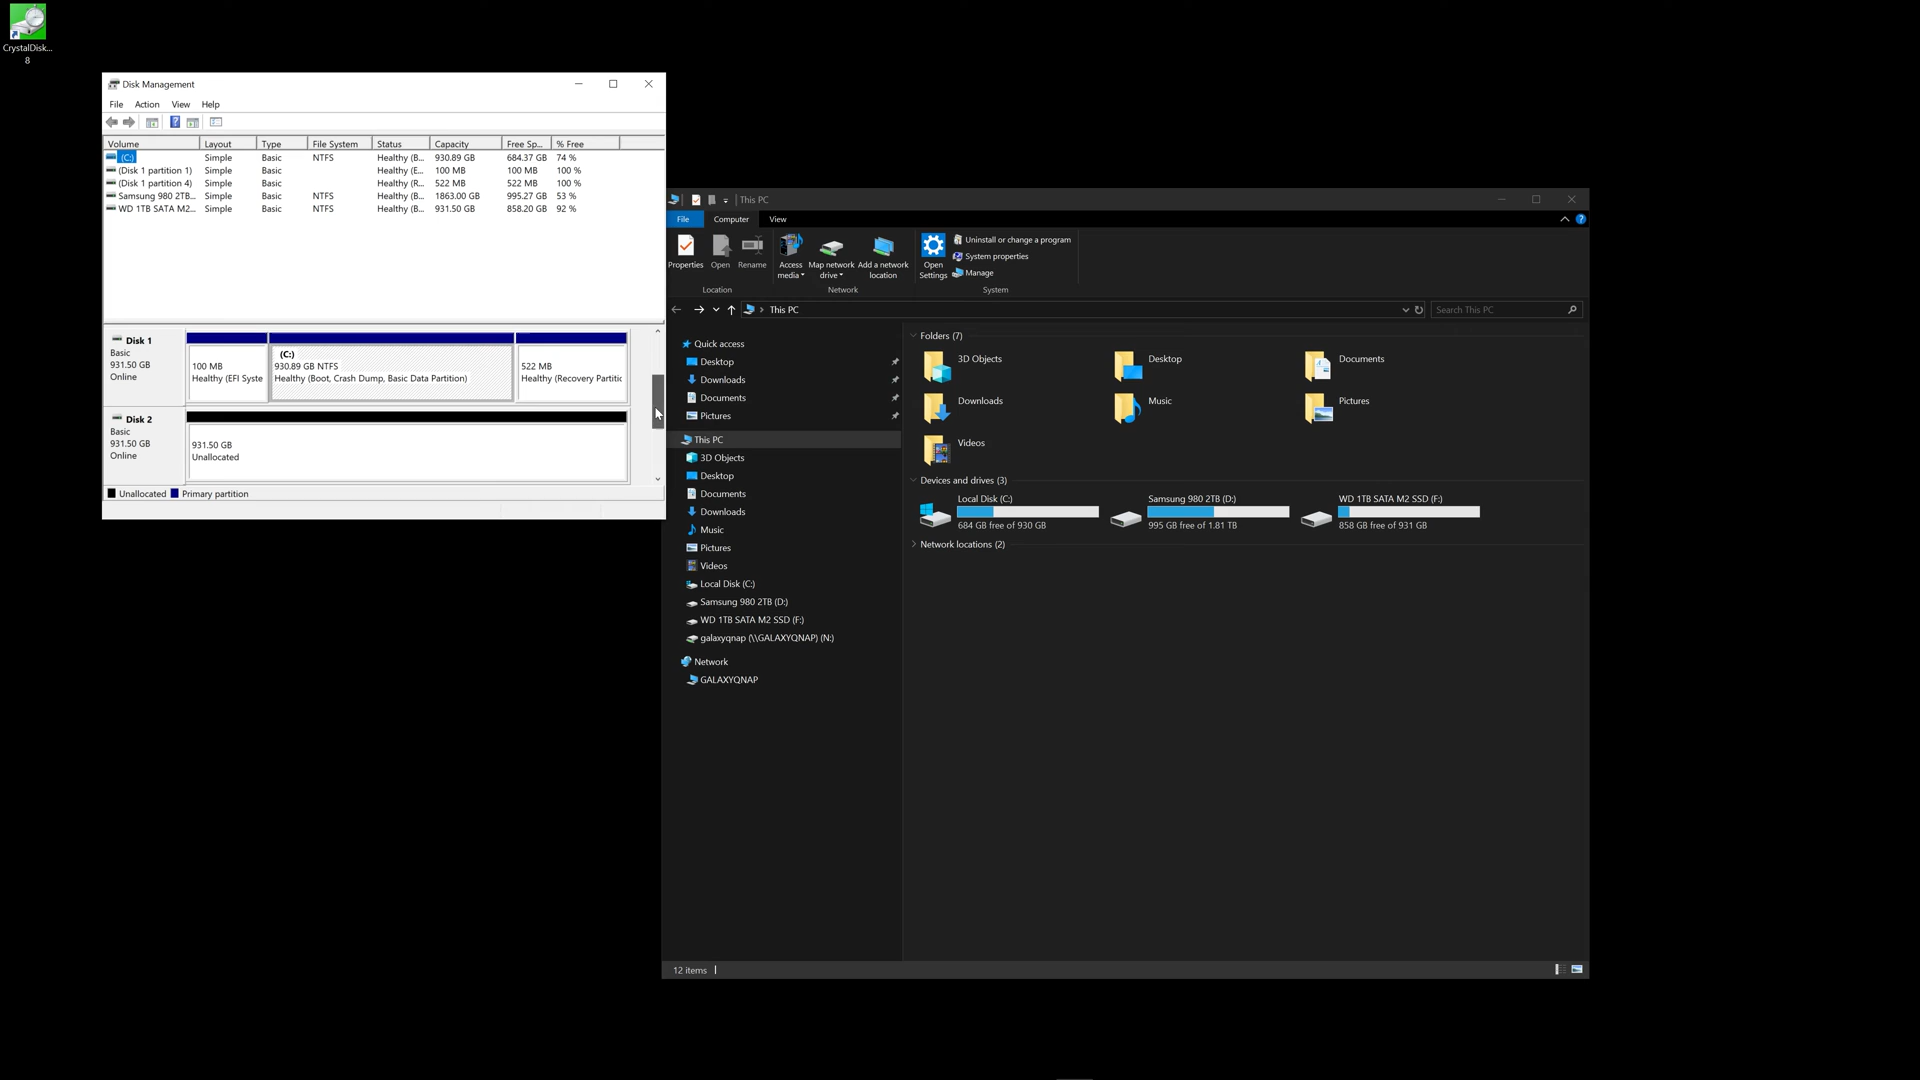 CrystalDisk...
8
Disk Management
File Action View Help
Volume Layout Type File System Status Capacity Free Sp... % Free
(C:) Simple Basic NTFS Healthy (B... 930.89 GB 684.37 GB 74 %
(Disk 1 partition 1) Simple Basic Healthy (E... 100 MB 100 MB 100 %
(Disk 1 partition 4) Simple Basic Healthy (R... 522 MB 522 MB 100 %
Samsung 980 2TB... Simple Basic NTFS Healthy (B... 1863.00 GB 995.27 GB 53 %
WD 1TB SATA M2... Simple Basic NTFS Healthy (B... 931.50 GB 858.20 GB 92 %
Disk 1
Basic
931.50 GB
Online
100 MB
Healthy (EFI Syste
(C:)
930.89 GB NTFS
Healthy (Boot, Crash Dump, Basic Data Partition)
522 MB
Healthy (Recovery Partitic
Disk 2
Basic
931.50 GB
Online
931.50 GB
Unallocated
Unallocated Primary partition
This PC
File Computer View
Properties
Open
Rename
Access
media
Map network
drive
Add a network
location
Open
Settings
Uninstall or change a program
System properties
Manage
Location Network System
This PC
Search This PC
Quick access
Desktop
Downloads
Documents
Pictures
This PC
3D Objects
Desktop
Documents
Downloads
Music
Pictures
Videos
Local Disk (C:)
Samsung 980 2TB (D:)
WD 1TB SATA M2 SSD (F:)
galaxyqnap (\\GALAXYQNAP) (N:)
Network
GALAXYQNAP
Folders (7)
3D Objects Desktop Documents
Downloads Music Pictures
Videos
Devices and drives (3)
Local Disk (C:)
684 GB free of 930 GB
Samsung 980 2TB (D:)
995 GB free of 1.81 TB
WD 1TB SATA M2 SSD (F:)
858 GB free of 931 GB
Network locations (2)
12 items